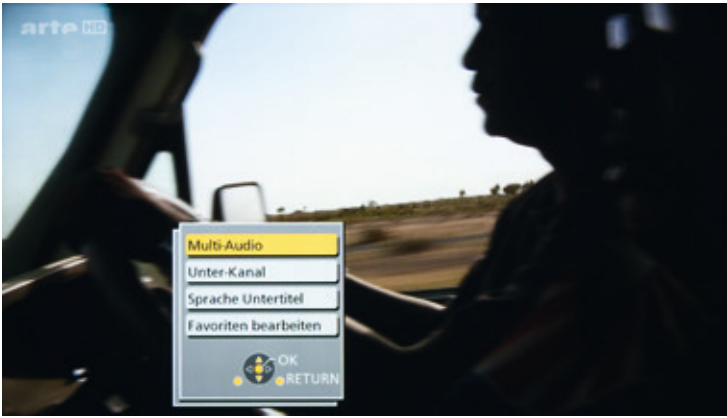 arte HD
Multi-Audio
Unter-Kanal
Sprache Untertitel
Favoriten bearbeiten
OK
RETURN